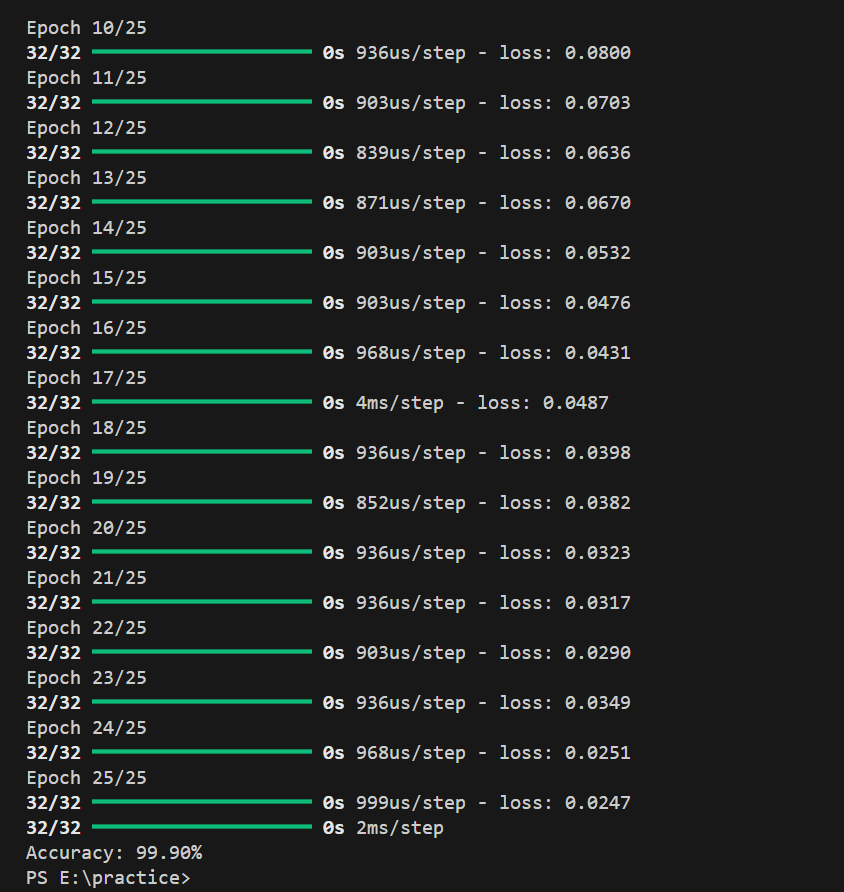 Epoch 10/25
32/32 0s 936us/step - loss: 0.0800
Epoch 11/25
32/32 0s 903us/step - loss: 0.0703
Epoch 12/25
32/32 0s 839us/step - loss: 0.0636
Epoch 13/25
32/32 0s 871us/step - loss: 0.0670
Epoch 14/25
32/32 0s 903us/step - loss: 0.0532
Epoch 15/25
32/32 0s 903us/step - loss: 0.0476
Epoch 16/25
32/32 0s 968us/step - loss: 0.0431
Epoch 17/25
32/32 0s 4ms/step - loss: 0.0487
Epoch 18/25
32/32 0s 936us/step - loss: 0.0398
Epoch 19/25
32/32 0s 852us/step - loss: 0.0382
Epoch 20/25
32/32 0s 936us/step - loss: 0.0323
Epoch 21/25
32/32 0s 936us/step - loss: 0.0317
Epoch 22/25
32/32 0s 903us/step - loss: 0.0290
Epoch 23/25
32/32 0s 936us/step - loss: 0.0349
Epoch 24/25
32/32 0s 968us/step - loss: 0.0251
Epoch 25/25
32/32 0s 999us/step - loss: 0.0247
32/32 0s 2ms/step
Accuracy: 99.90%
PS E:\practice>